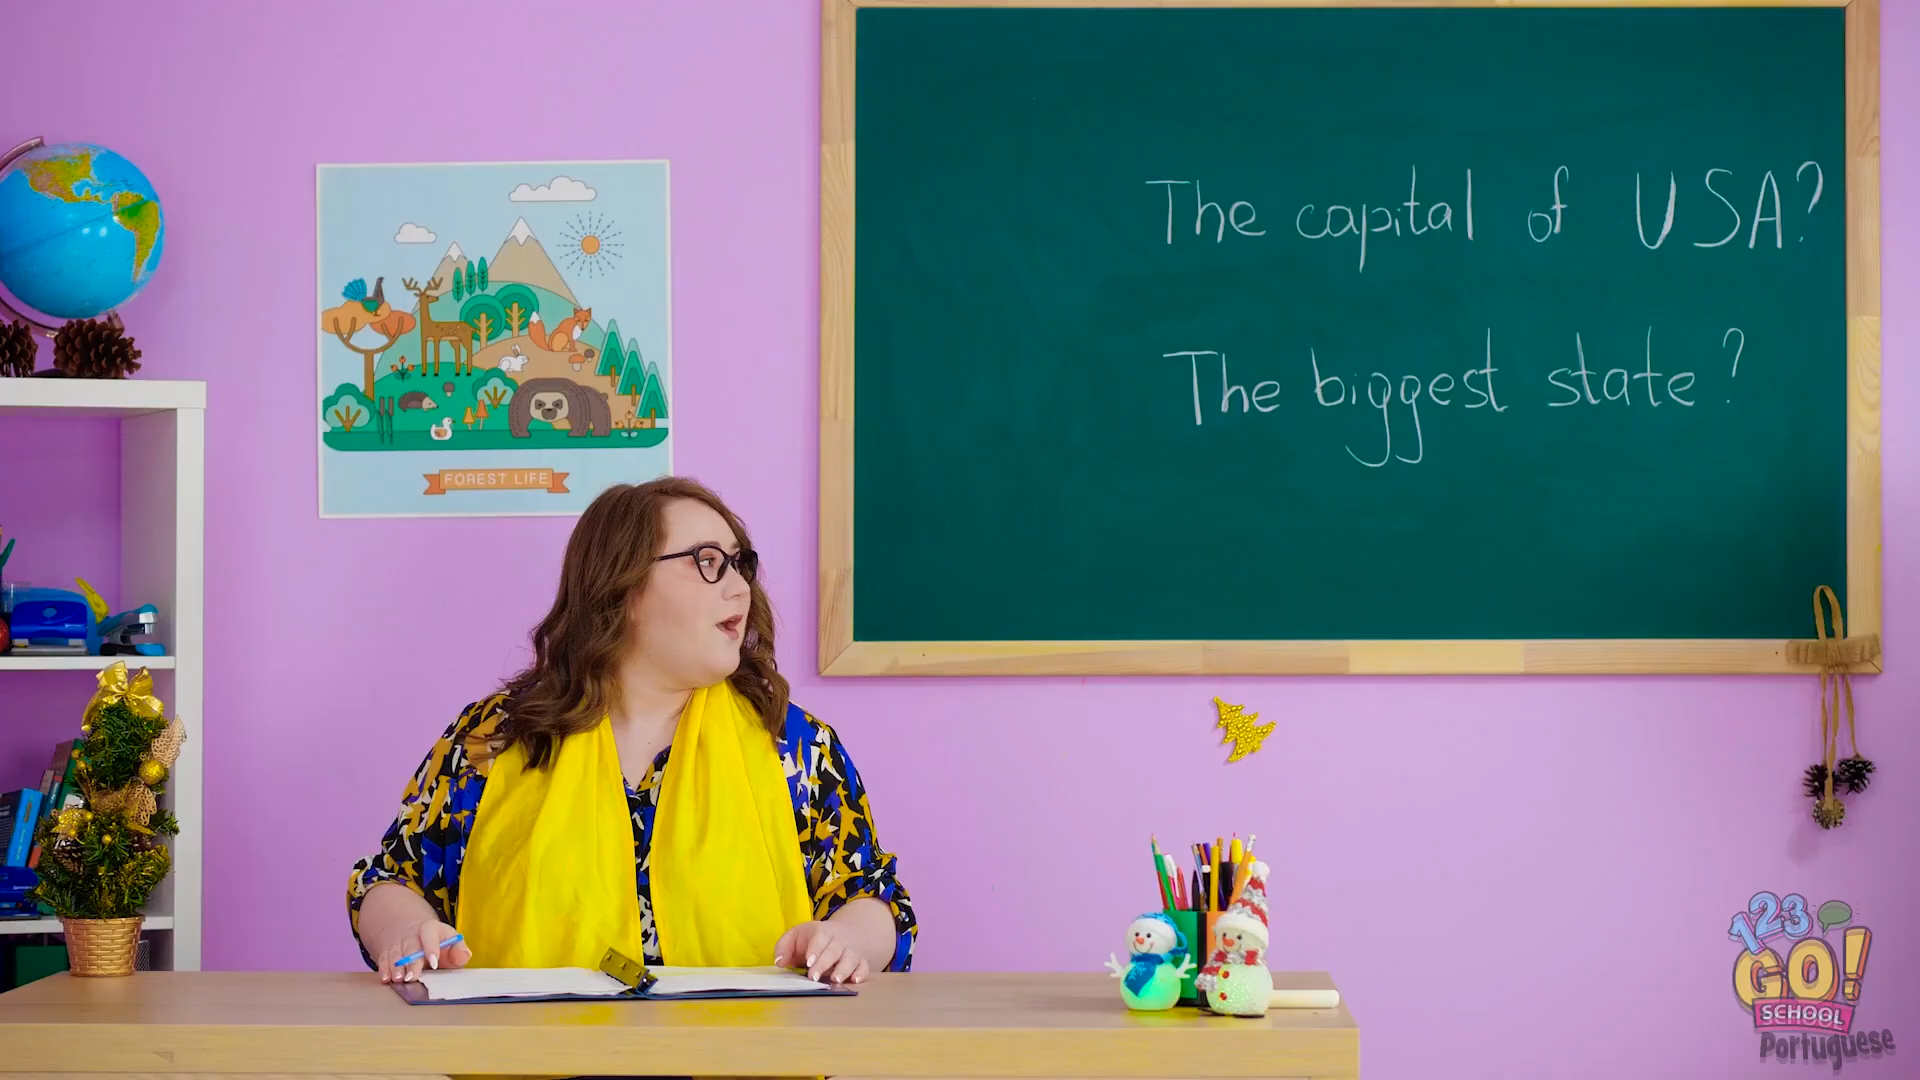 The capital of USA?
The biggest state?
FOREST LIFE
123
GO!
SCHOOL
Portuguese